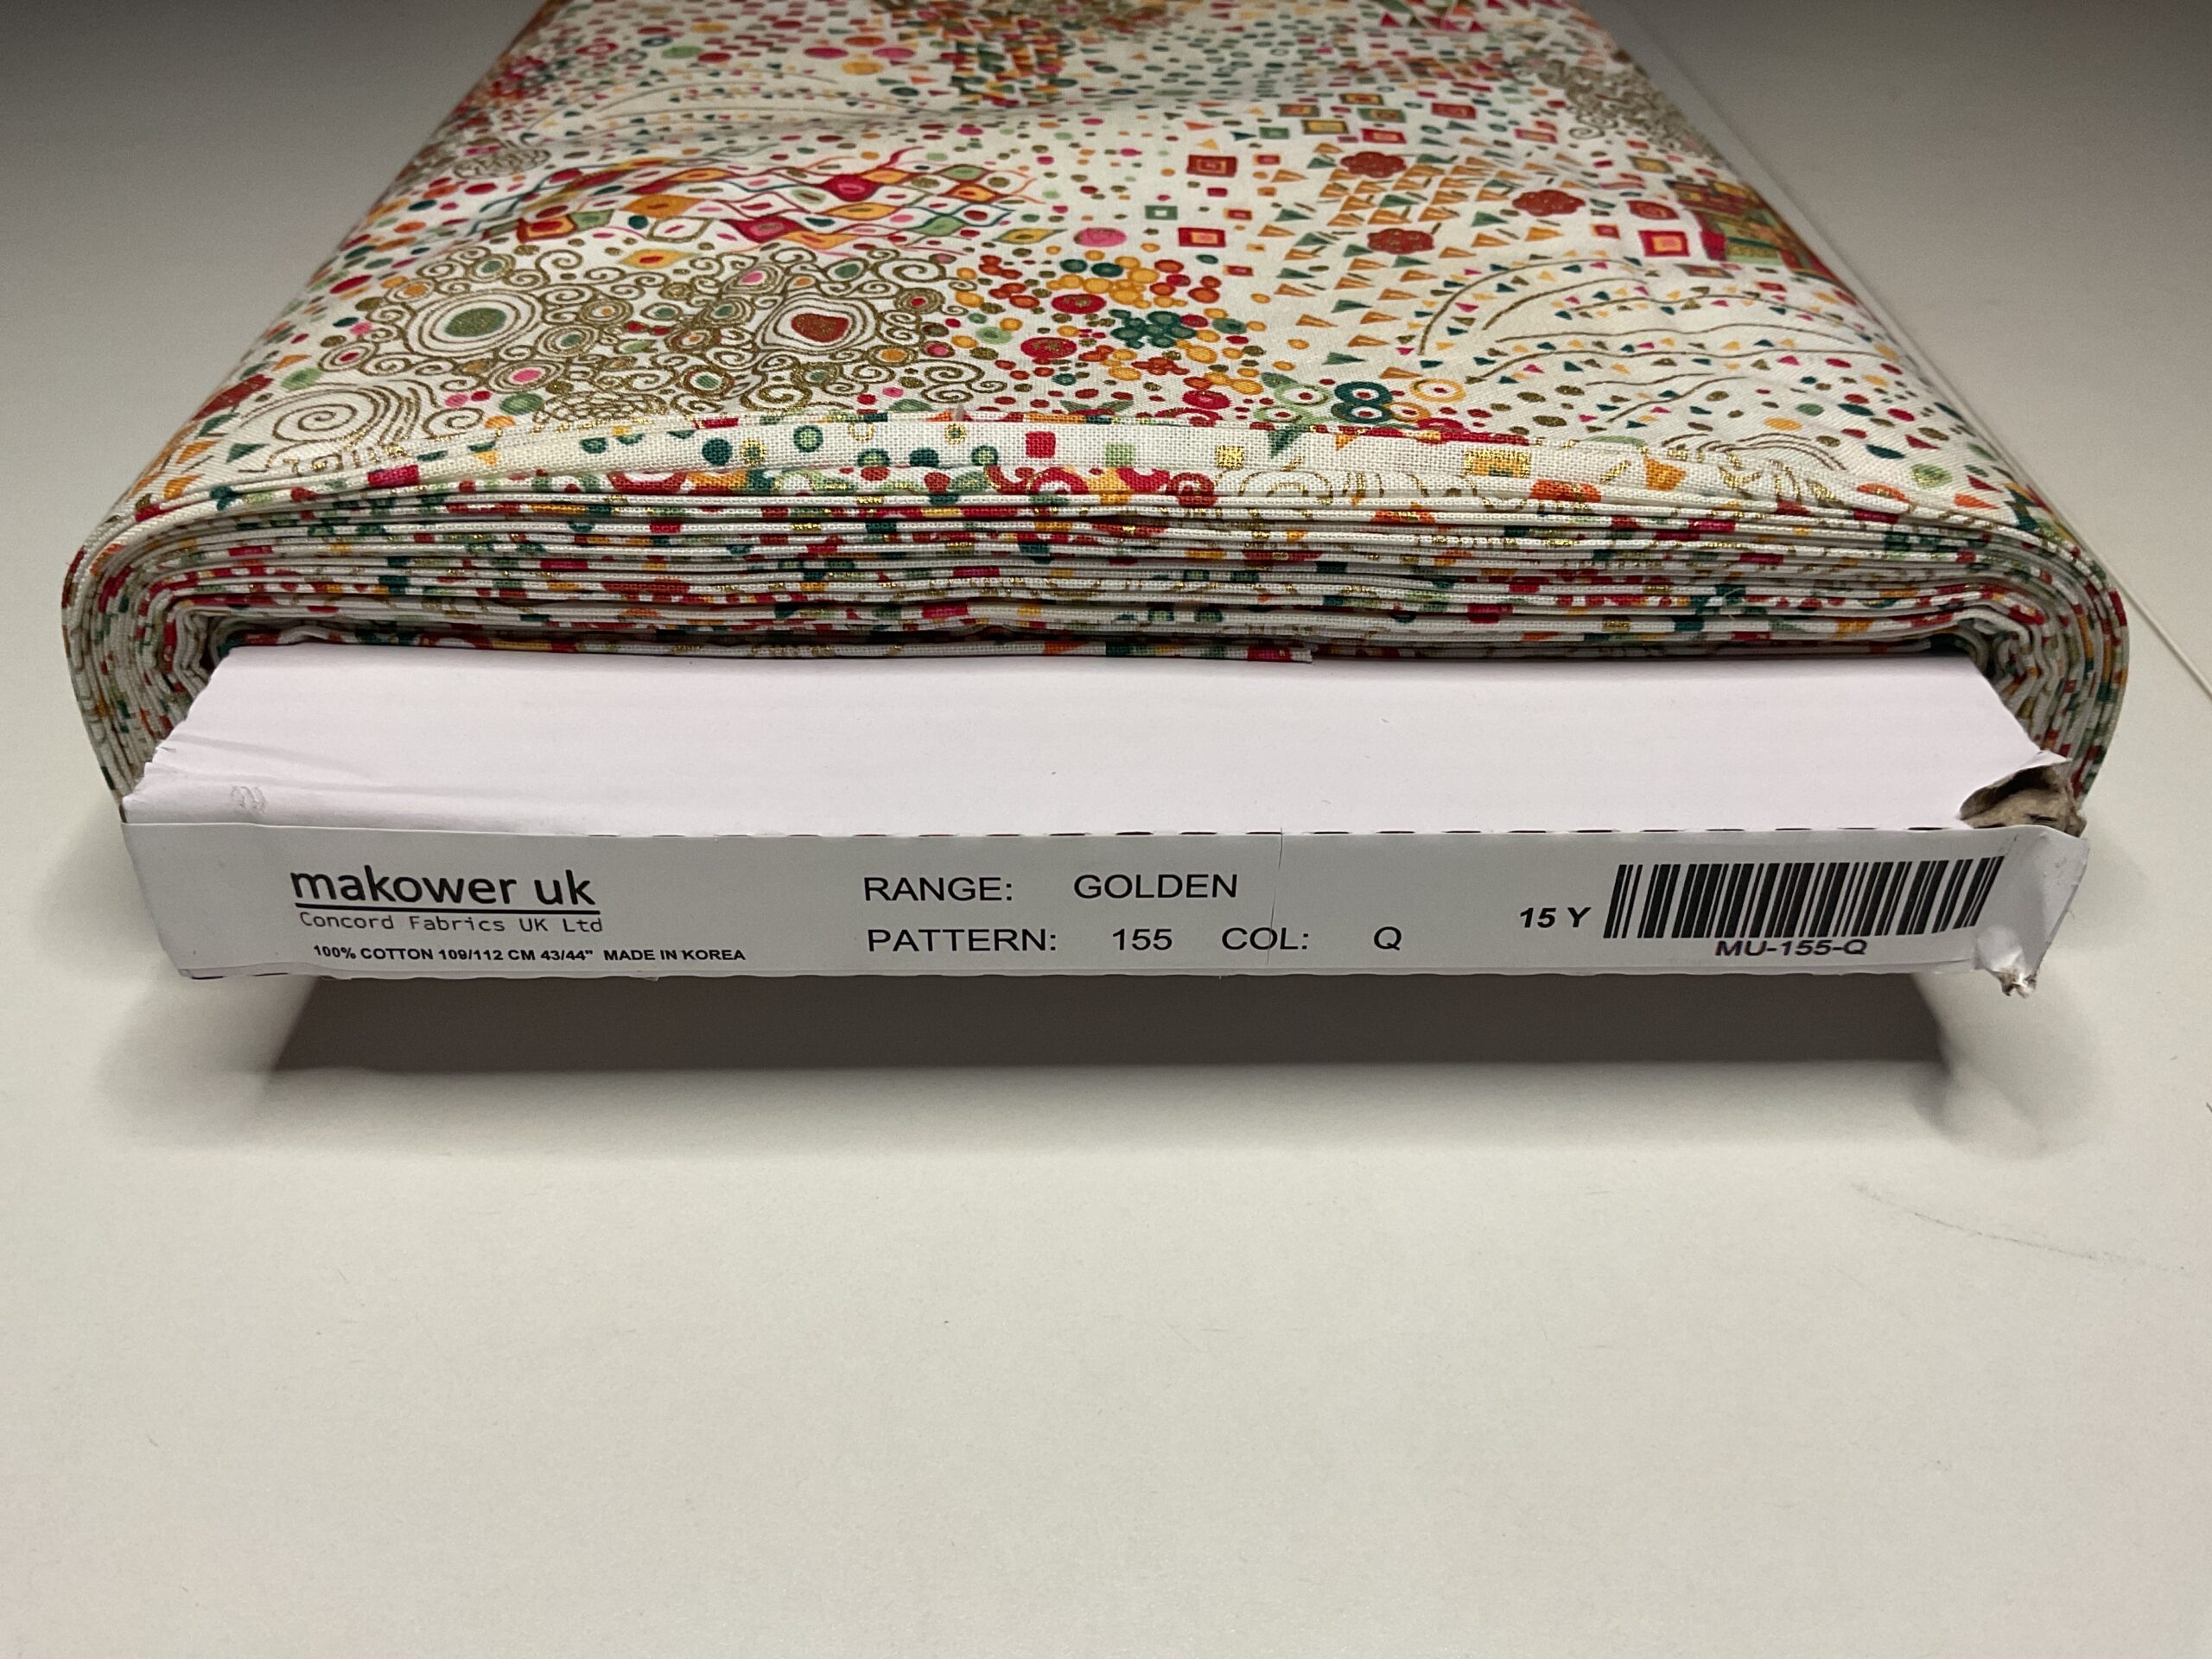 makower uk
Concord Fabrics UK Ltd
100% COTTON 109/112 CM 43/44" MADE IN KOREA
RANGE: GOLDEN
PATTERN: 155 COL: Q
15 Y
MU-155-Q